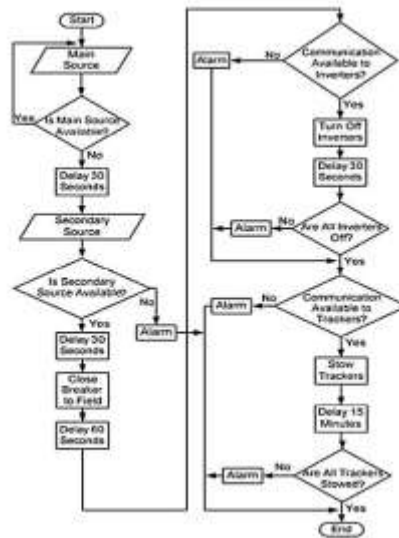 Start
Main
Source
Yes
Is Main Source
Available?
No
Delay 30
Seconds
Secondary
Source
Is Secondary
Source Available?
No
Yes
Alarm
Delay 30
Seconds
Close
Breaker
to Field
Delay 60
Seconds
Communication
Available to
Inverters?
No
Alarm
Yes
Turn Off
Inverters
Delay 30
Seconds
Are All Inverters
Off?
No
Alarm
Yes
Communication
Available to
Trackers?
No
Alarm
Yes
Stow
Trackers
Delay 15
Minutes
Are All Trackers
Stowed?
No
Alarm
Yes
End